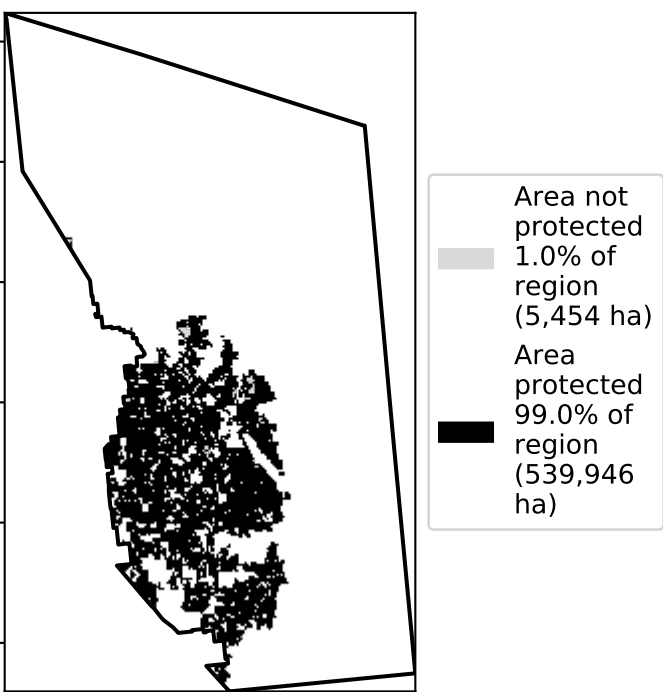 Area not
protected
1.0% of
region
(5,454 ha)
Area
protected
99.0% of
region
(539,946
ha)